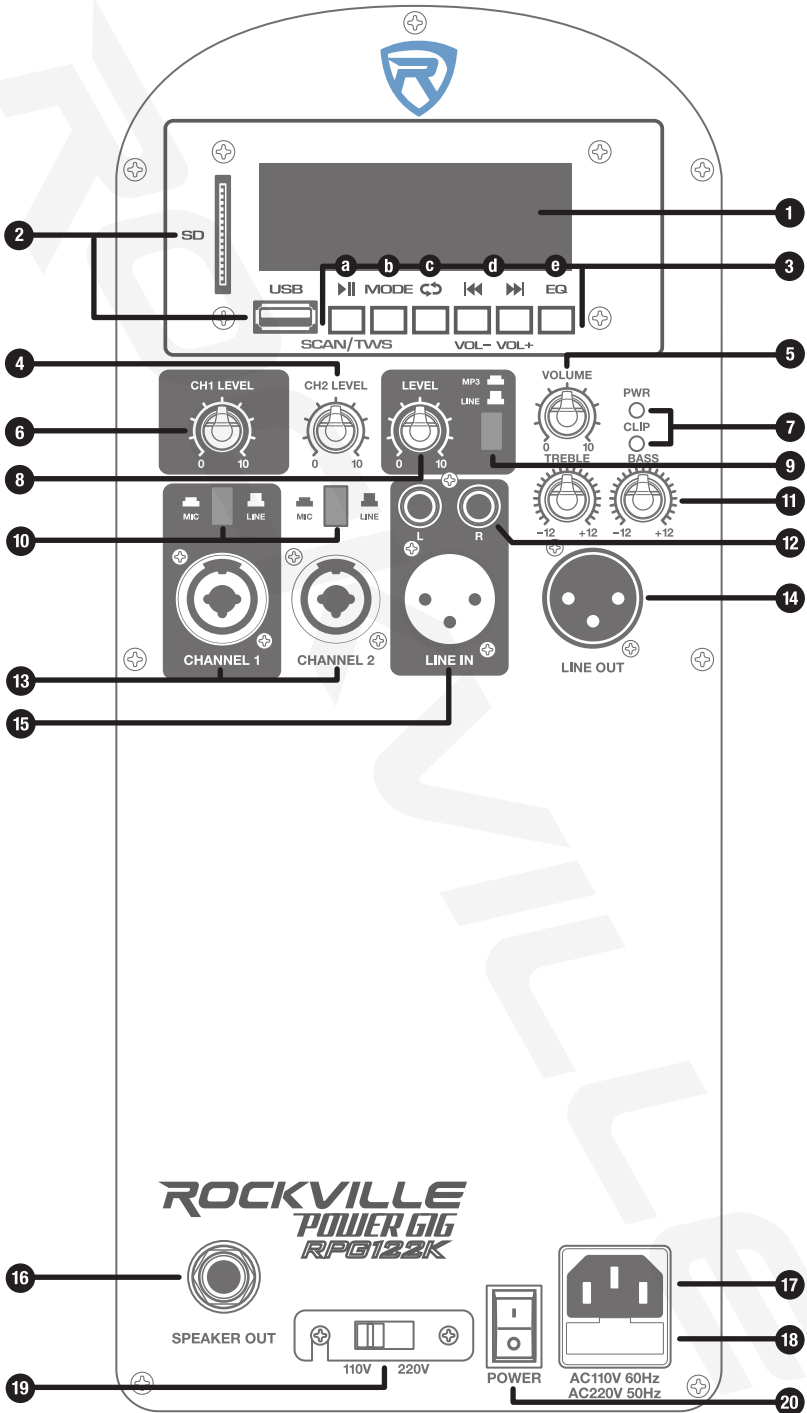 R
1
2
SD
a b c d e
3
USB
MODE
EQ
SCAN/TWS
VOL– VOL+
4
5
CH1 LEVEL
CH2 LEVEL
LEVEL
MP3
LINE
VOLUME
PWR
CLIP
6
7
0 10
0 10
0 10
0 10
8
9
TREBLE
BASS
–12 +12
–12 +12
MIC
LINE
MIC
LINE
10
11
L
R
12
13
14
CHANNEL 1
CHANNEL 2
LINE IN
LINE OUT
15
ROCKVILLE
POWER GIG
RPG122K
16
17
SPEAKER OUT
18
110V 220V
I
O
POWER
AC110V 60Hz
AC220V 50Hz
19
20
ROCKVILLE